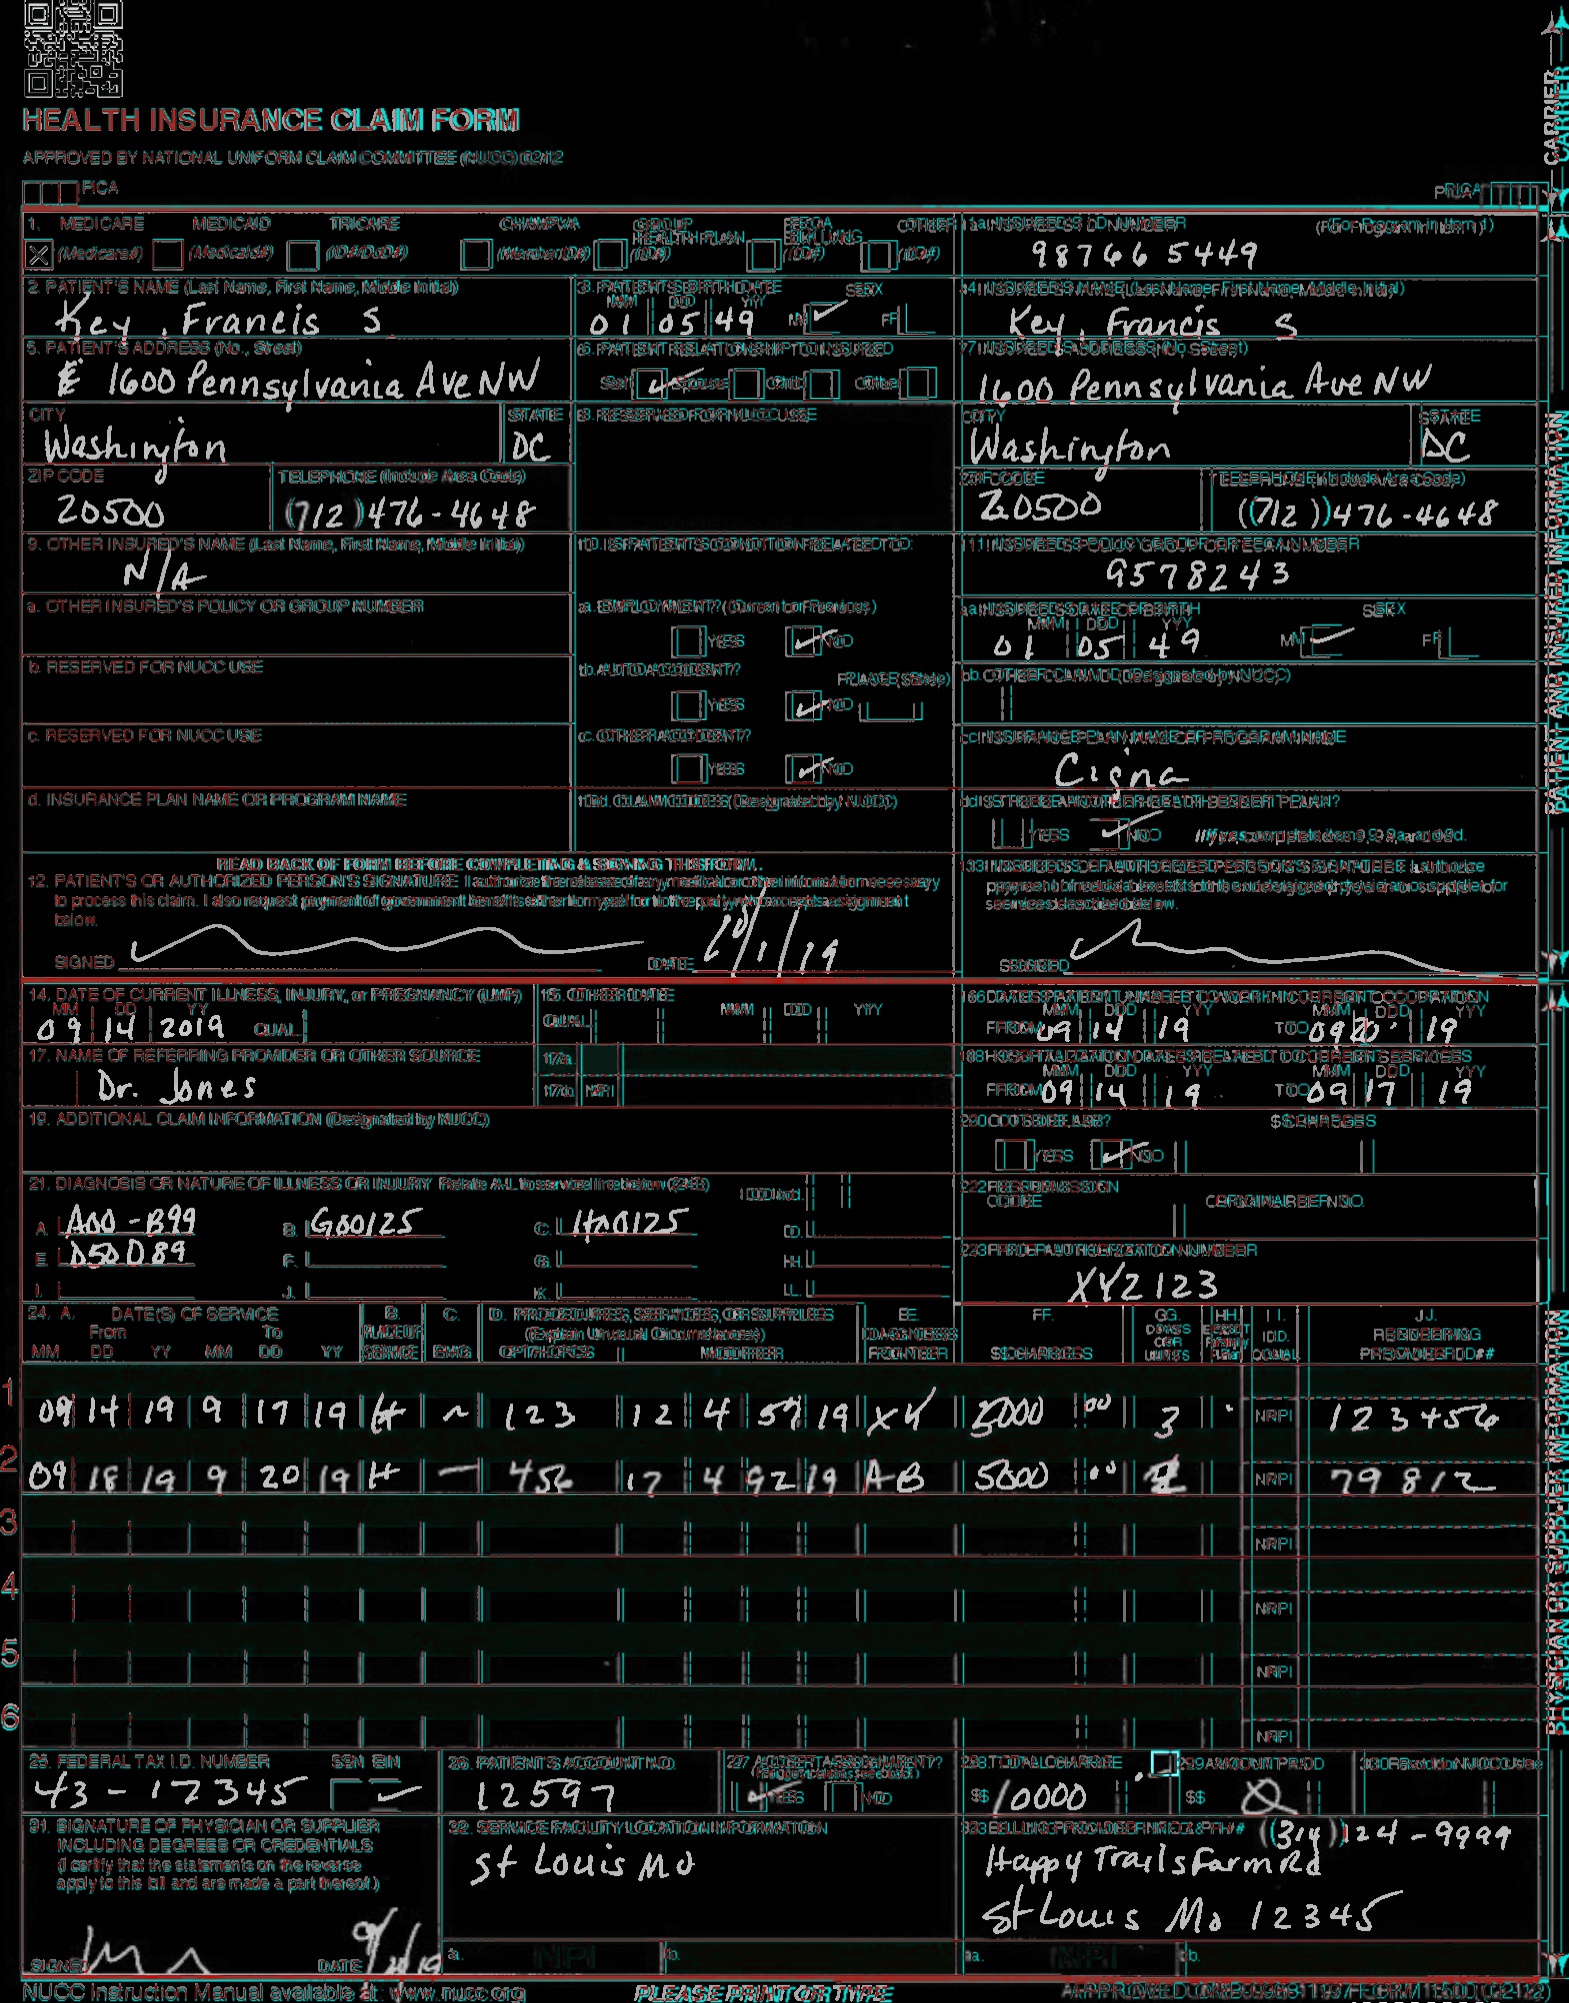 HEALTH INSURANCE CLAIM FORM
APPROVED BY NATIONAL UNIFORM CLAIM COMMITTEE (NUCC) 02/12
PICA
PICA
CARRIER
1. MEDICARE MEDICAID TRICARE CHAMPVA GROUP HEALTH PLAN FECA BLK LUNG OTHER
(Medicare#) (Medicaid#) (ID#/DoD#) (Member ID#) (ID#) (ID#) (ID#)
1a. INSURED'S I.D. NUMBER (For Program in Item 1)
98766 5449
2. PATIENT'S NAME (Last Name, First Name, Middle Initial)
Key, Francis S
3. PATIENT'S BIRTH DATE SEX
MM DD YY
01 05 49 M F
4. INSURED'S NAME (Last Name, First Name, Middle Initial)
Key, Francis S
5. PATIENT'S ADDRESS (No., Street)
1600 Pennsylvania Ave NW
6. PATIENT RELATIONSHIP TO INSURED
Self Spouse Child Other
7. INSURED'S ADDRESS (No., Street)
1600 Pennsylvania Ave NW
CITY STATE
Washington DC
8. RESERVED FOR NUCC USE
CITY STATE
Washington DC
ZIP CODE TELEPHONE (Include Area Code)
20500 (712) 476-4648
ZIP CODE TELEPHONE (Include Area Code)
20500 (712) 476-4648
9. OTHER INSURED'S NAME (Last Name, First Name, Middle Initial)
N/A
10. IS PATIENT'S CONDITION RELATED TO:
11. INSURED'S POLICY GROUP OR FECA NUMBER
9578243
a. OTHER INSURED'S POLICY OR GROUP NUMBER
a. EMPLOYMENT? (Current or Previous)
YES NO
a. INSURED'S DATE OF BIRTH SEX
MM DD YY
01 05 49 M F
b. RESERVED FOR NUCC USE
b. AUTO ACCIDENT? PLACE (State)
YES NO
b. OTHER CLAIM ID (Designated by NUCC)
c. RESERVED FOR NUCC USE
c. OTHER ACCIDENT?
YES NO
c. INSURANCE PLAN NAME OR PROGRAM NAME
Cigna
d. INSURANCE PLAN NAME OR PROGRAM NAME
10d. CLAIM CODES (Designated by NUCC)
d. IS THERE ANOTHER HEALTH BENEFIT PLAN?
YES NO If yes, complete items 9, 9a, and 9d.
PATIENT AND INSURED INFORMATION
READ BACK OF FORM BEFORE COMPLETING & SIGNING THIS FORM.
12. PATIENT'S OR AUTHORIZED PERSON'S SIGNATURE I authorize the release of any medical or other information necessary
to process this claim. I also request payment of government benefits either to myself or to the party who accepts assignment
below.
SIGNED DATE
13. INSURED'S OR AUTHORIZED PERSON'S SIGNATURE I authorize
payment of medical benefits to the undersigned physician or supplier for
services described below.
SIGNED
14. DATE OF CURRENT ILLNESS, INJURY, or PREGNANCY (LMP)
MM DD YY
09 14 2019 QUAL.
15. OTHER DATE
QUAL. MM DD YY
16. DATES PATIENT UNABLE TO WORK IN CURRENT OCCUPATION
MM DD YY MM DD YY
FROM 09 14 19 TO 09 20 19
17. NAME OF REFERRING PROVIDER OR OTHER SOURCE
Dr. Jones
17a.
17b. NPI
18. HOSPITALIZATION DATES RELATED TO CURRENT SERVICES
MM DD YY MM DD YY
FROM 09 14 19 TO 09 17 19
19. ADDITIONAL CLAIM INFORMATION (Designated by NUCC)
20. OUTSIDE LAB? $ CHARGES
YES NO
21. DIAGNOSIS OR NATURE OF ILLNESS OR INJURY Relate A-L to service line below (24E) ICD Ind.
A. A00-B99 B. G00125 C. H00125 D.
E. D50D89 F. G. H.
I. J. K. L.
22. RESUBMISSION CODE ORIGINAL REF. NO.
23. PRIOR AUTHORIZATION NUMBER
XYZ123
24. A. DATE(S) OF SERVICE B. C. D. PROCEDURES, SERVICES, OR SUPPLIES E. F. G. H. I. J.
From To PLACE OF (Explain Unusual Circumstances) DIAGNOSIS DAYS OR EPSDT ID. RENDERING
MM DD YY MM DD YY SERVICE EMG CPT/HCPCS MODIFIER POINTER $ CHARGES UNITS QUAL. PROVIDER ID. #
1 09 14 19 9 17 19 H 123 12 4 57 19 XY 5000 00 3 NPI 123456
2 09 18 19 9 20 19 H 456 17 4 92 19 AB 5000 00 NPI 79812
3 NPI
4 NPI
5 NPI
6 NPI
PHYSICIAN OR SUPPLIER INFORMATION
25. FEDERAL TAX I.D. NUMBER SSN EIN
43-12345
26. PATIENT'S ACCOUNT NO.
12597
27. ACCEPT ASSIGNMENT?
YES NO
28. TOTAL CHARGE
$ 10000
29. AMOUNT PAID
$ 0
30. Rsvd for NUCC Use
31. SIGNATURE OF PHYSICIAN OR SUPPLIER
INCLUDING DEGREES OR CREDENTIALS
(I certify that the statements on the reverse
apply to this bill and are made a part thereof.)
SIGNED DATE
32. SERVICE FACILITY LOCATION INFORMATION
St Louis Mo
a. NPI b.
33. BILLING PROVIDER INFO & PH # (314) 124-9999
Happy Trails Farm Rd
St Louis Mo 12345
a. NPI b.
NUCC Instruction Manual available at: www.nucc.org
PLEASE PRINT OR TYPE
APPROVED OMB-0938-1197 FORM 1500 (02-12)